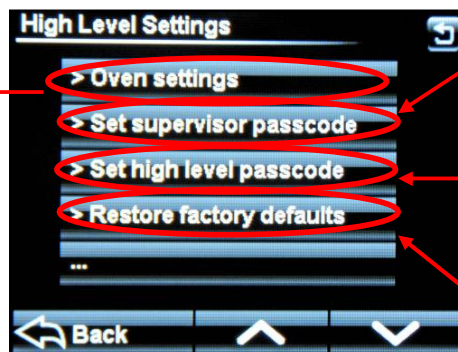 High Level Settings
> Oven settings
> Set supervisor passcode
> Set high level passcode
> Restore factory defaults
...
Back